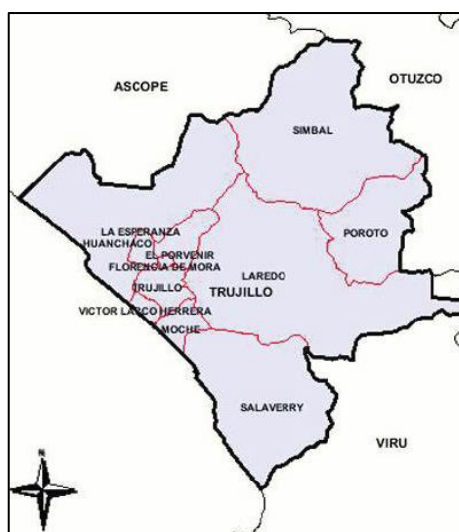 ASCOPE
OTUZCO
SIMBAL
LA ESPERANZA
HUANCHACO
POROTO
EL PORVENIR
FLORENCIA DE MORA
LAREDO
TRUJILLO
TRUJILLO
VICTOR LARCO HERRERA
MOCHE
SALAVERRY
VIRU
N